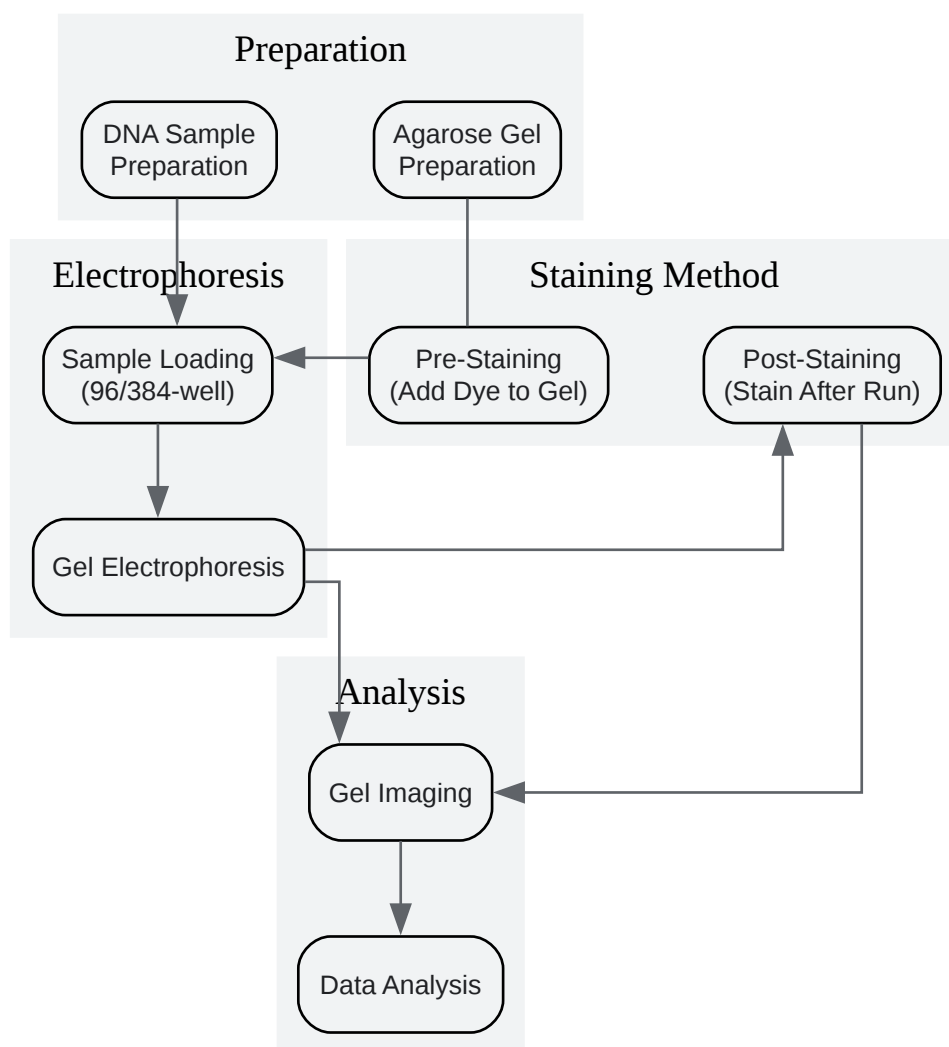 Preparation
DNA Sample
Preparation
Agarose Gel
Preparation
Electrophoresis
Staining Method
Sample Loading
(96/384-well)
Pre-Staining
(Add Dye to Gel)
Post-Staining
(Stain After Run)
Gel Electrophoresis
Analysis
Gel Imaging
Data Analysis